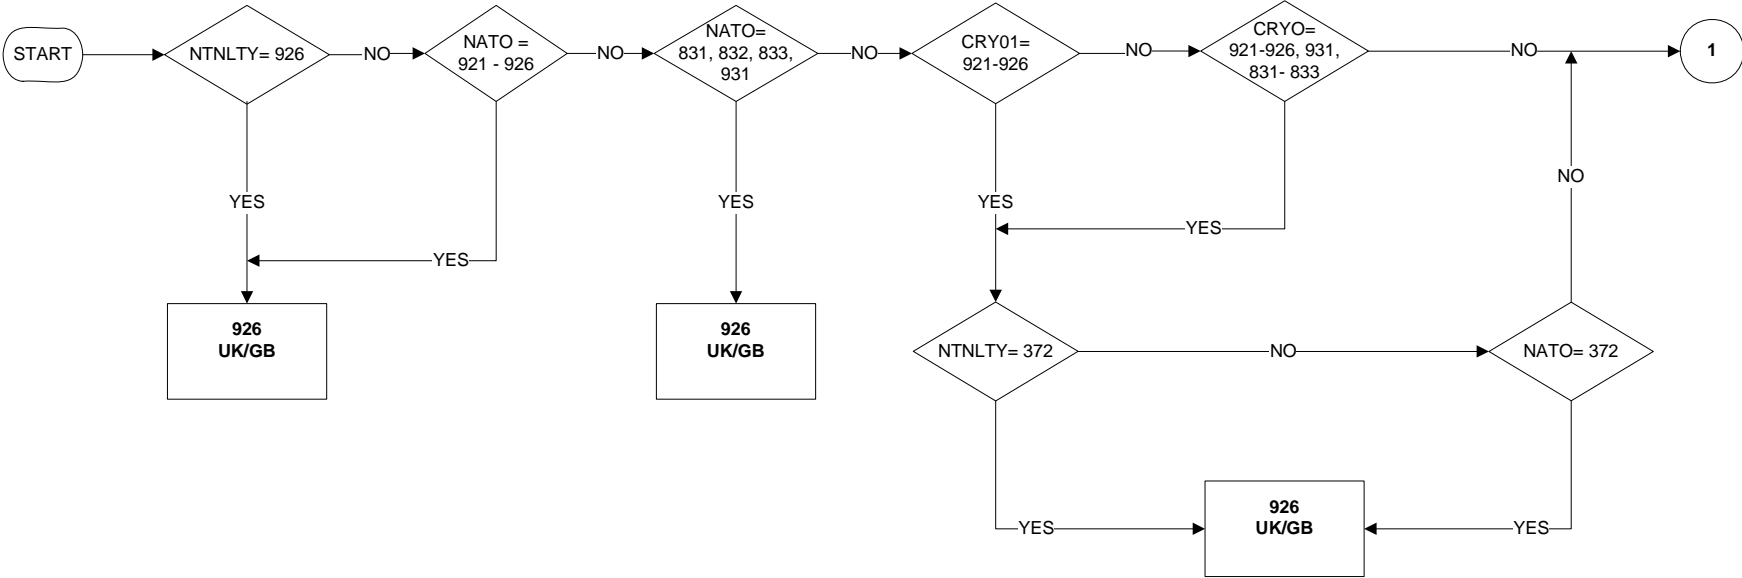 START
NTNLTY= 926
NO
NATO =
921 - 926
NO
NATO=
831, 832, 833,
931
NO
CRY01=
921-926
NO
CRYO=
921-926, 931,
831- 833
NO
1
YES
YES
YES
YES
YES
NO
926
UK/GB
926
UK/GB
NTNLTY= 372
NO
NATO= 372
YES
926
UK/GB
YES